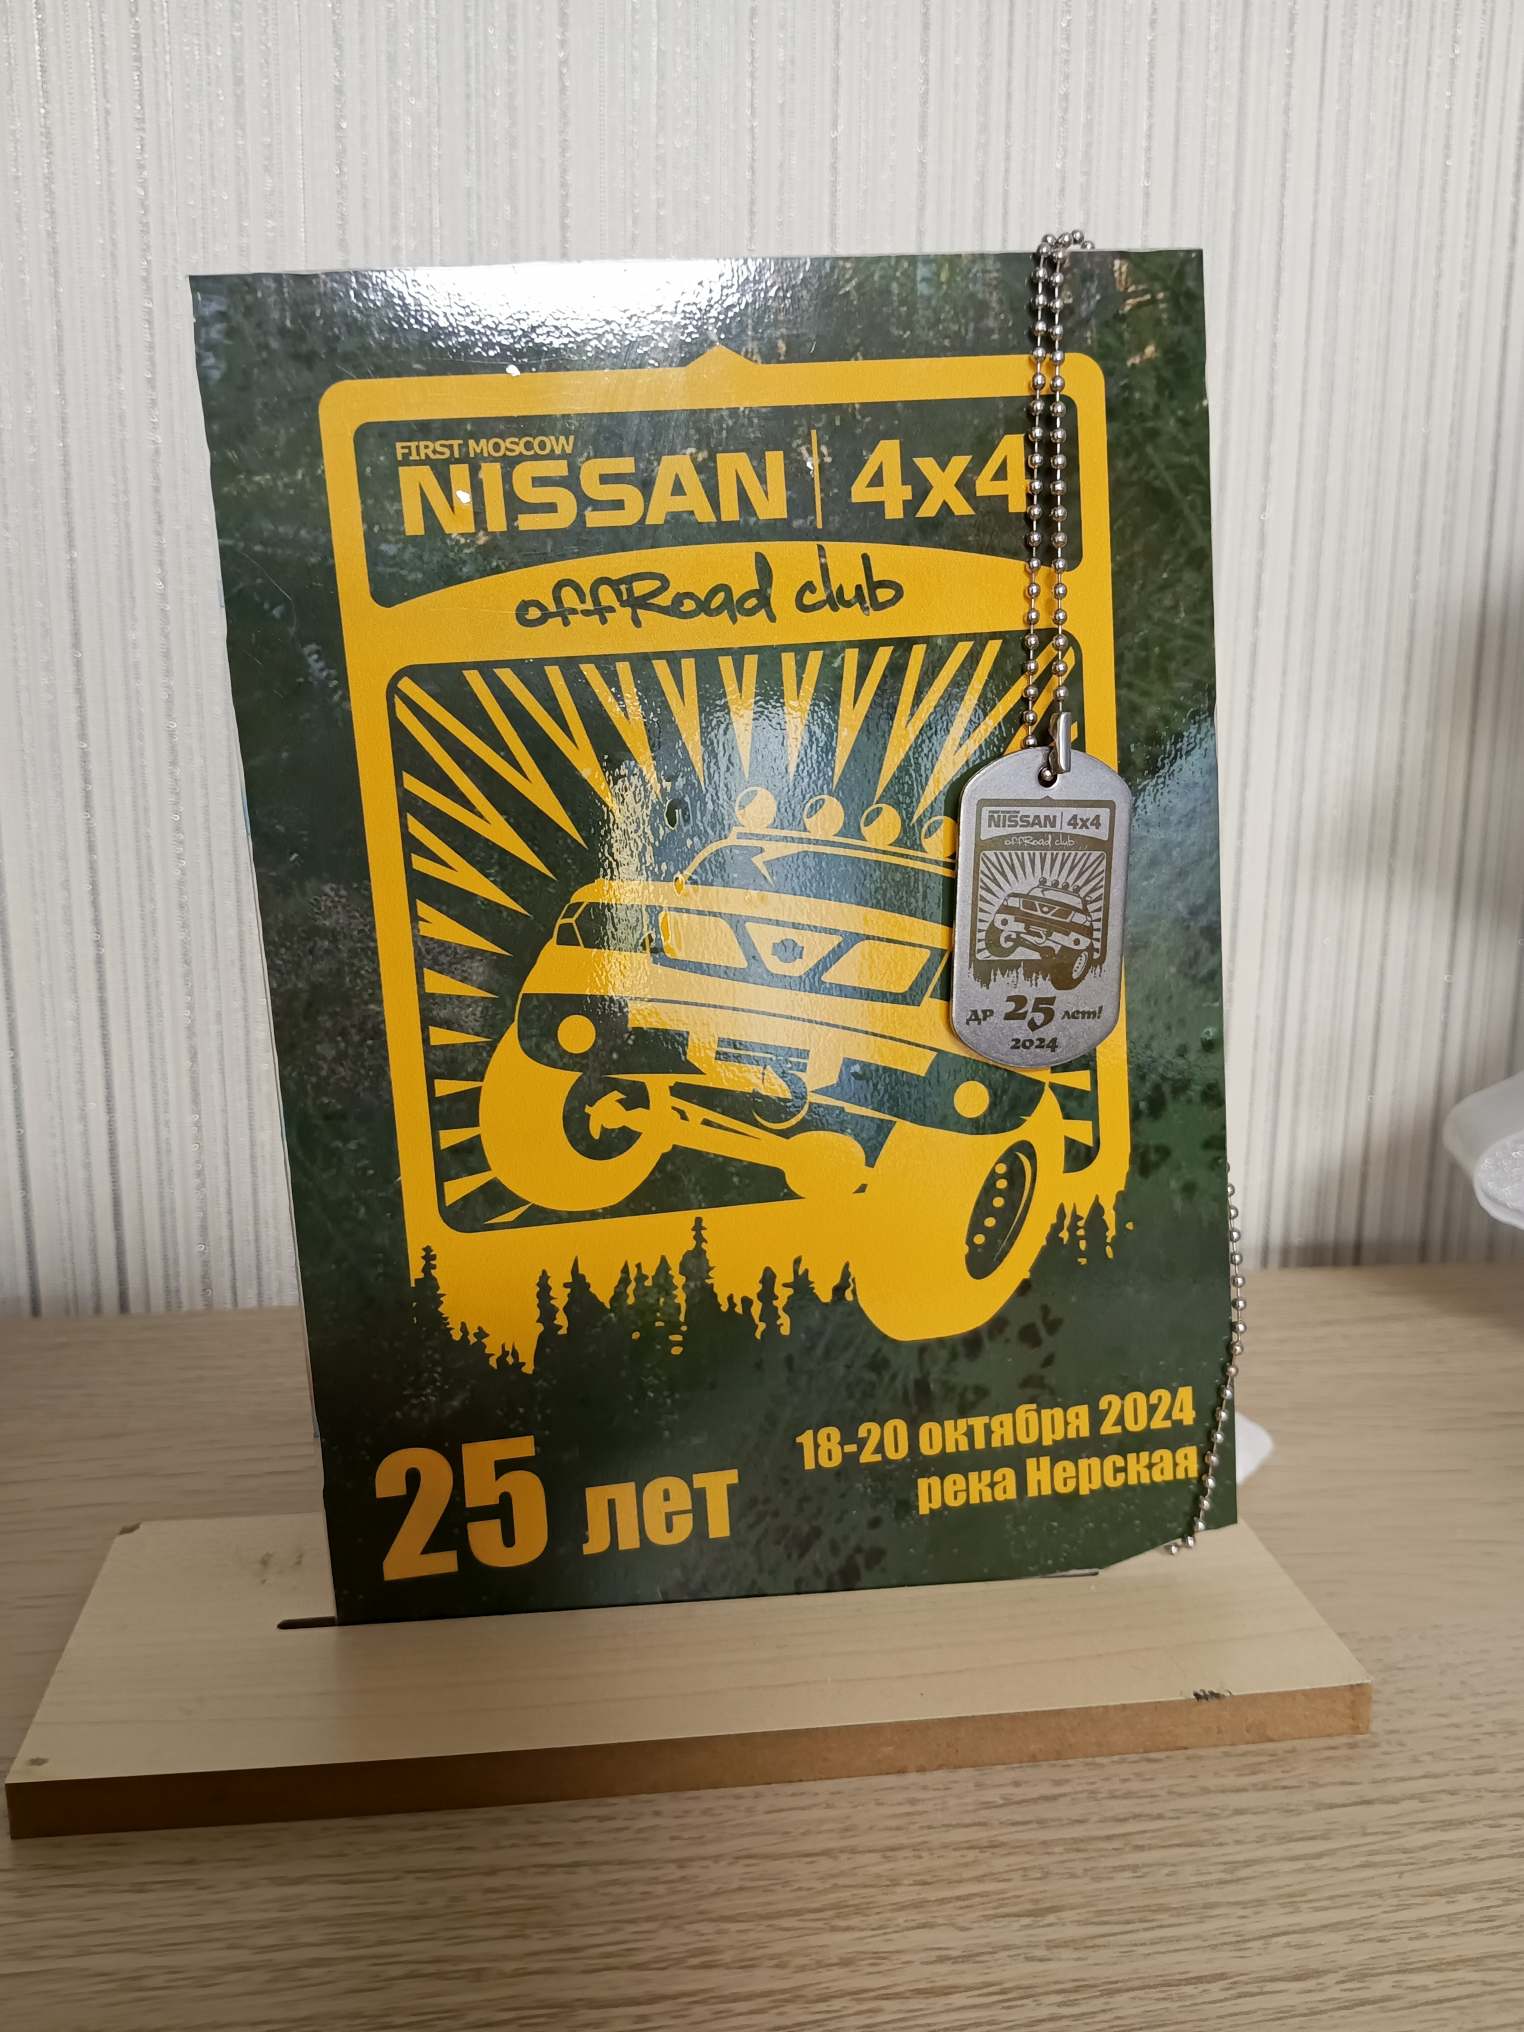 FIRST MOSCOW
NISSAN | 4x4
offRoad club
NISSAN | 4x4
offRoad club
ДР 25 лет!
2024
25 лет
18-20 октября 2024
река Нерская